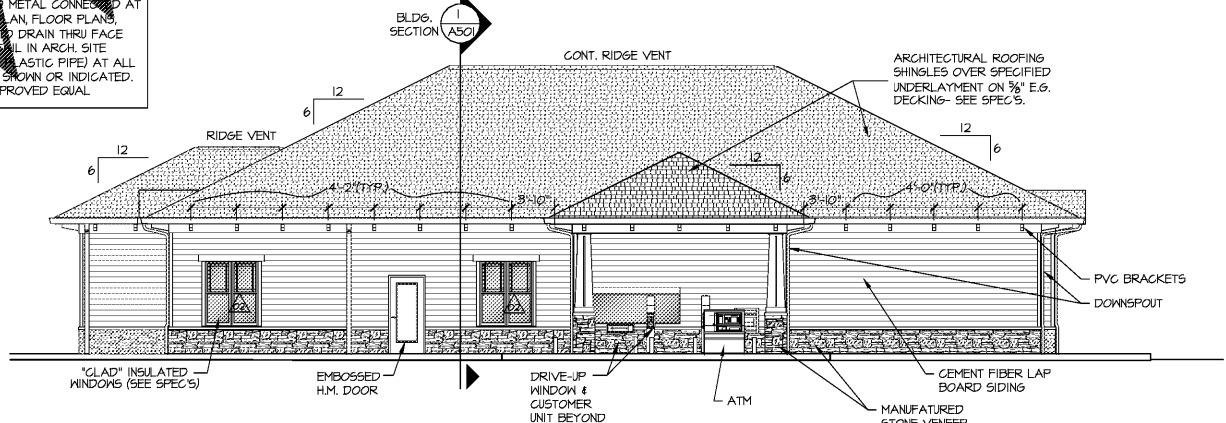 METAL CONNECTED AT
LAN, FLOOR PLANS,
DRAIN THRU FACE
IL IN ARCH. SITE
PLASTIC PIPE) AT ALL
SHOWN OR INDICATED.
PROVED EQUAL
BLDG.
SECTION
1
A501
CONT. RIDGE VENT
ARCHITECTURAL ROOFING
SHINGLES OVER SPECIFIED
UNDERLAYMENT ON 5/8" E.G.
DECKING- SEE SPEC'S.
12
6
RIDGE VENT
12
6
12
6
12
6
4'-2"(TYP.)
3'-10"
3'-10"
4'-0"(TYP.)
PVC BRACKETS
DOWNSPOUT
"CLAD" INSULATED
WINDOWS (SEE SPEC'S)
EMBOSSED
H.M. DOOR
DRIVE-UP
WINDOW &
CUSTOMER
UNIT BEYOND
ATM
CEMENT FIBER LAP
BOARD SIDING
MANUFATURED
STONE VENEER